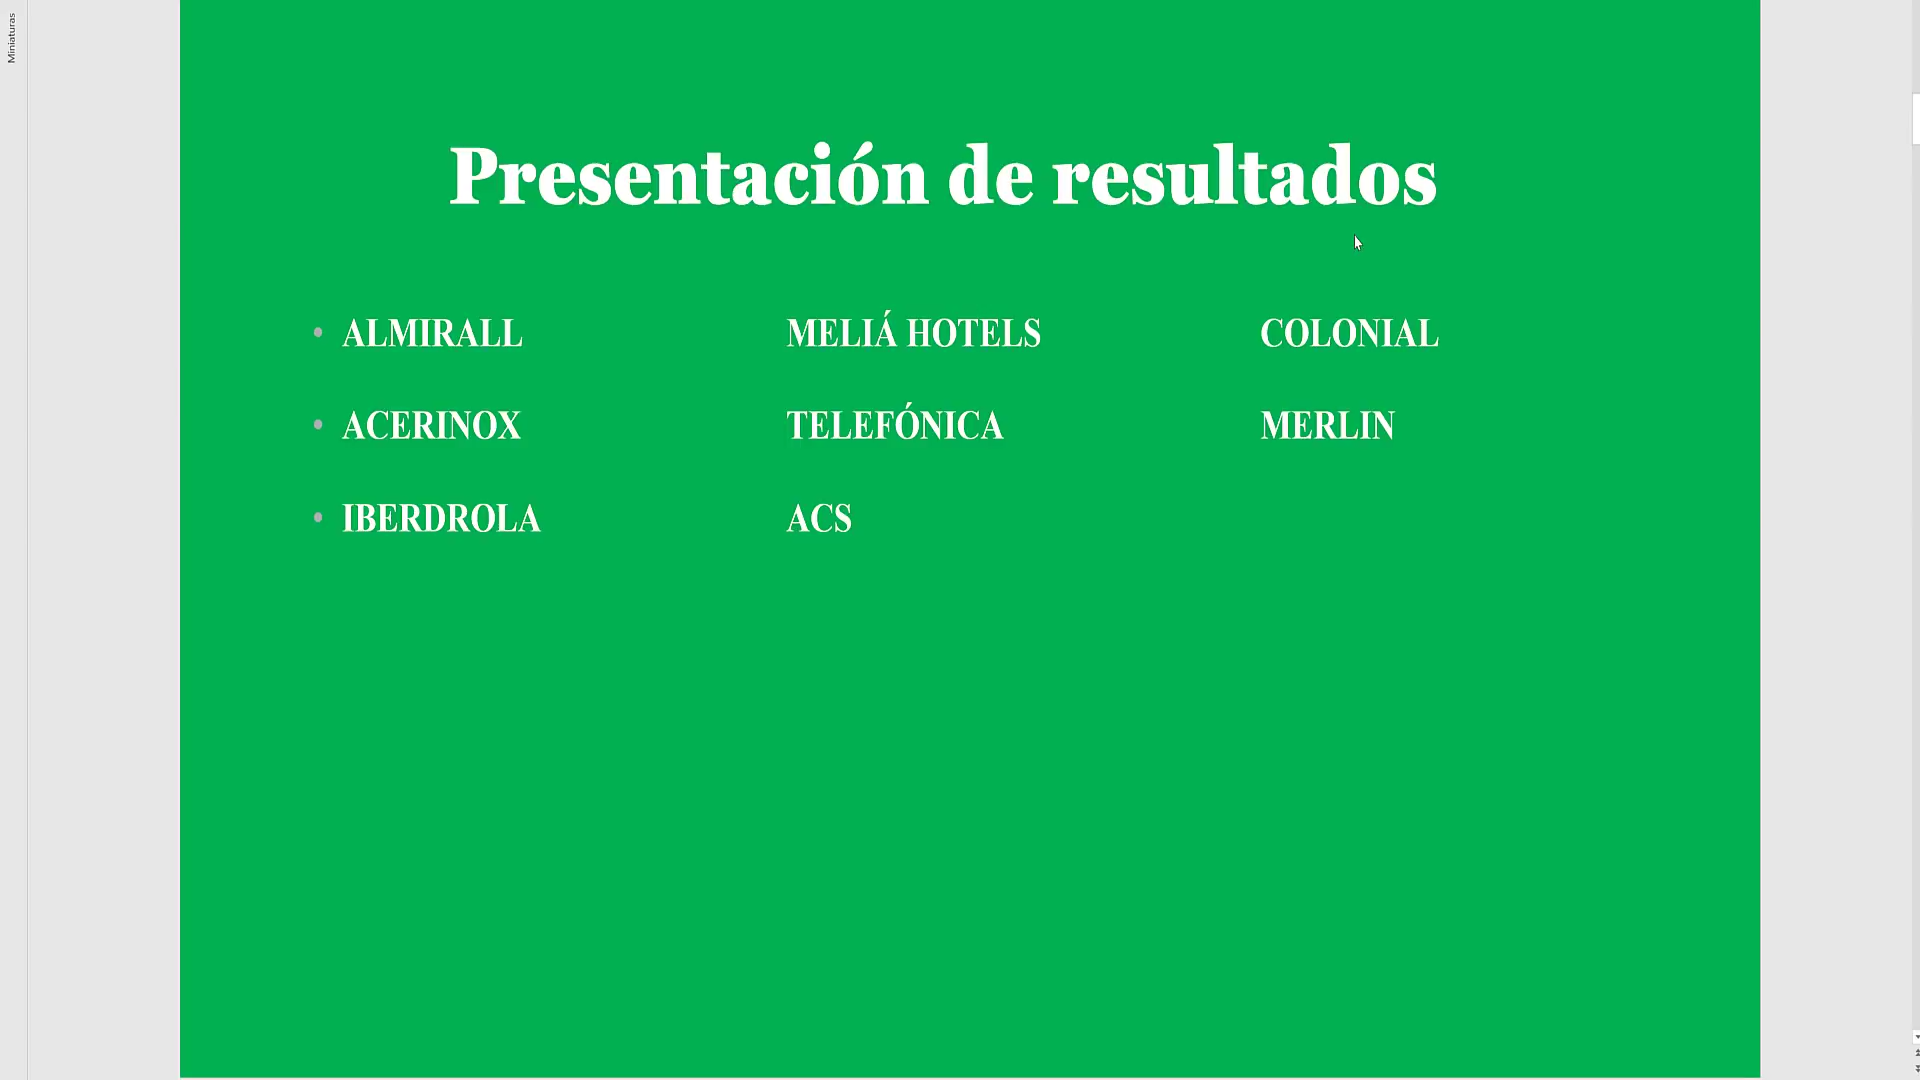 Miniaturas
Presentación de resultados
• ALMIRALL MELIÁ HOTELS COLONIAL
• ACERINOX TELEFÓNICA MERLIN
• IBERDROLA ACS